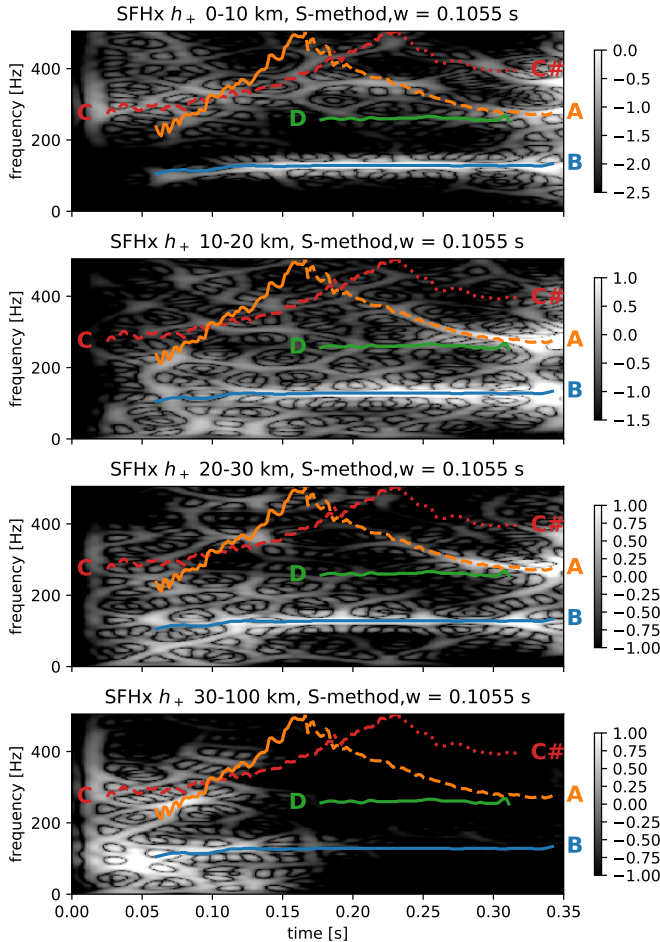 SFHx h+ 0-10 km, S-method,w = 0.1055 s
frequency [Hz]
400
200
0
C
D
C#
A
B
0.0
−0.5
−1.0
−1.5
−2.0
−2.5
SFHx h+ 10-20 km, S-method,w = 0.1055 s
frequency [Hz]
400
200
0
C
D
C#
A
B
1.0
0.5
0.0
−0.5
−1.0
−1.5
SFHx h+ 20-30 km, S-method,w = 0.1055 s
frequency [Hz]
400
200
0
C
D
C#
A
B
1.00
0.75
0.50
0.25
0.00
−0.25
−0.50
−0.75
−1.00
SFHx h+ 30-100 km, S-method,w = 0.1055 s
frequency [Hz]
400
200
0
C
D
C#
A
B
1.00
0.75
0.50
0.25
0.00
−0.25
−0.50
−0.75
−1.00
0.00 0.05 0.10 0.15 0.20 0.25 0.30 0.35
time [s]